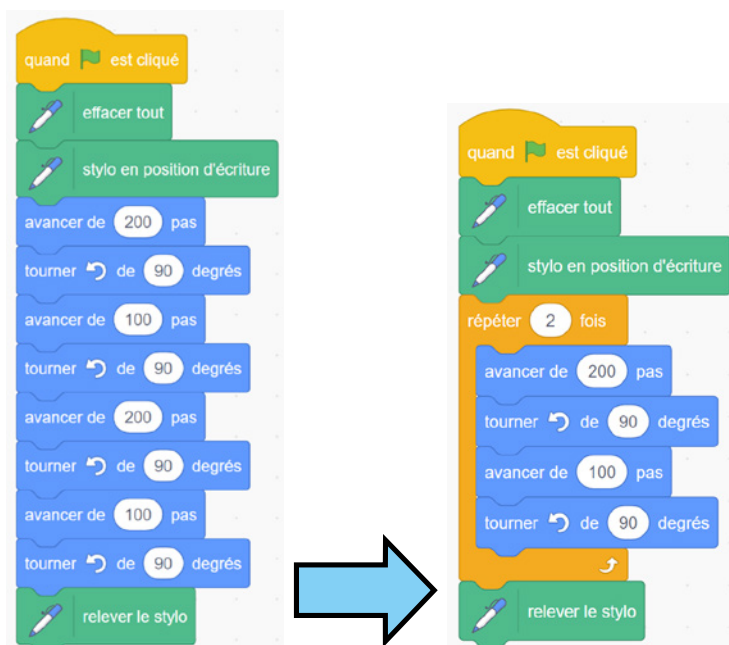 quand est cliqué
effacer tout
stylo en position d'écriture
avancer de 200 pas
tourner de 90 degrés
avancer de 100 pas
tourner de 90 degrés
avancer de 200 pas
tourner de 90 degrés
avancer de 100 pas
tourner de 90 degrés
relever le stylo
quand est cliqué
effacer tout
stylo en position d'écriture
répéter 2 fois
avancer de 200 pas
tourner de 90 degrés
avancer de 100 pas
tourner de 90 degrés
relever le stylo